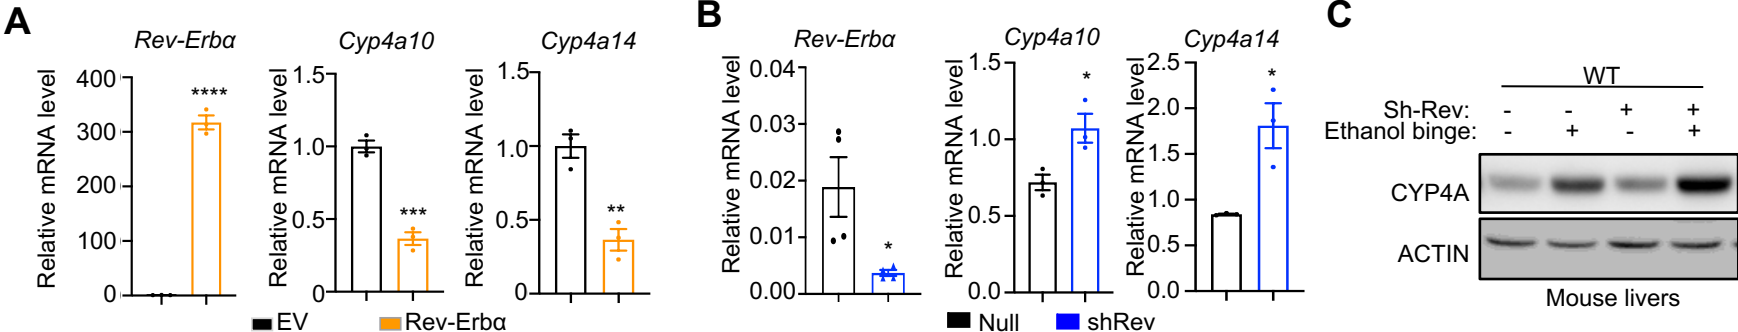 A
Rev-Erbα
Relative mRNA level
400
300
200
100
0
****
Cyp4a10
Relative mRNA level
1.5
1.0
0.5
0
***
Cyp4a14
Relative mRNA level
1.5
1.0
0.5
0
**
EV
Rev-Erbα
B
Rev-Erbα
Relative mRNA level
0.04
0.03
0.02
0.01
0.00
*
Cyp4a10
Relative mRNA level
1.5
1.0
0.5
0.0
*
Cyp4a14
Relative mRNA level
2.5
2.0
1.5
1.0
0.5
0.0
*
Null
shRev
C
WT
Sh-Rev: - - + +
Ethanol binge: - + - +
CYP4A
ACTIN
Mouse livers